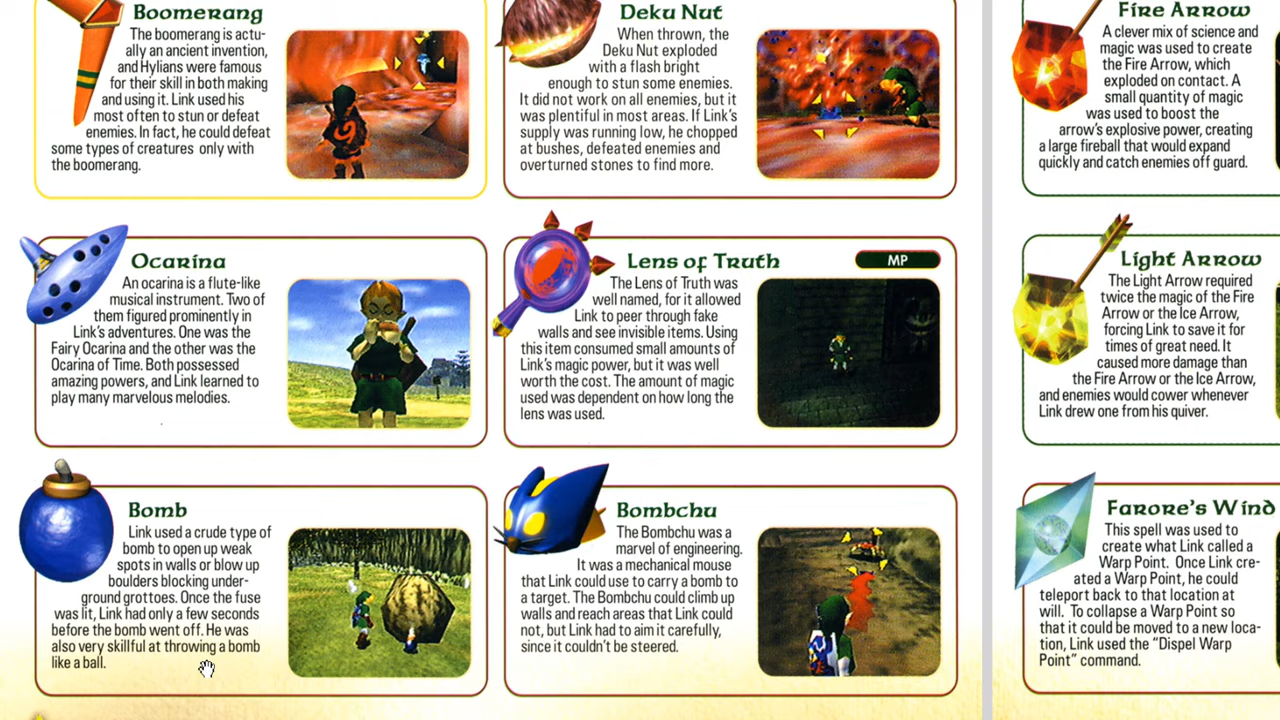 Boomerang
The boomerang is actu-
ally an ancient invention,
and Hylians were famous
for their skill in both making
and using it. Link used his
most often to stun or defeat
enemies. In fact, he could defeat
some types of creatures only with
the boomerang.
Deku Nut
When thrown, the
Deku Nut exploded
with a flash bright
enough to stun some enemies.
It did not work on all enemies, but it
was plentiful in most areas. If Link's
supply was running low, he chopped
at bushes, defeated enemies and
overturned stones to find more.
Fire Arrow
A clever mix of science and
magic was used to create
the Fire Arrow, which
exploded on contact. A
small quantity of magic
was used to boost the
arrow's explosive power, creating
a large fireball that would expand
quickly and catch enemies off guard.
Ocarina
An ocarina is a flute-like
musical instrument. Two of
them figured prominently in
Link's adventures. One was the
Fairy Ocarina and the other was the
Ocarina of Time. Both possessed
amazing powers, and Link learned to
play many marvelous melodies.
Lens of Truth
MP
The Lens of Truth was
well named, for it allowed
Link to peer through fake
walls and see invisible items. Using
this item consumed small amounts of
Link's magic power, but it was well
worth the cost. The amount of magic
used was dependent on how long the
lens was used.
Light Arrow
The Light Arrow required
twice the magic of the Fire
Arrow or the Ice Arrow,
forcing Link to save it for
times of great need. It
caused more damage than
the Fire Arrow or the Ice Arrow,
and enemies would cower whenever
Link drew one from his quiver.
Bomb
Link used a crude type of
bomb to open up weak
spots in walls or blow up
boulders blocking under-
ground grottoes. Once the fuse
was lit, Link had only a few seconds
before the bomb went off. He was
also very skillful at throwing a bomb
like a ball.
Bombchu
The Bombchu was a
marvel of engineering.
It was a mechanical mouse
that Link could use to carry a bomb to
a target. The Bombchu could climb up
walls and reach areas that Link could
not, but Link had to aim it carefully,
since it couldn't be steered.
Farore's Wind
This spell was used to
create what Link called a
Warp Point. Once Link cre-
ated a Warp Point, he could
teleport back to that location at
will. To collapse a Warp Point so
that it could be moved to a new loca-
tion, Link used the "Dispel Warp
Point" command.